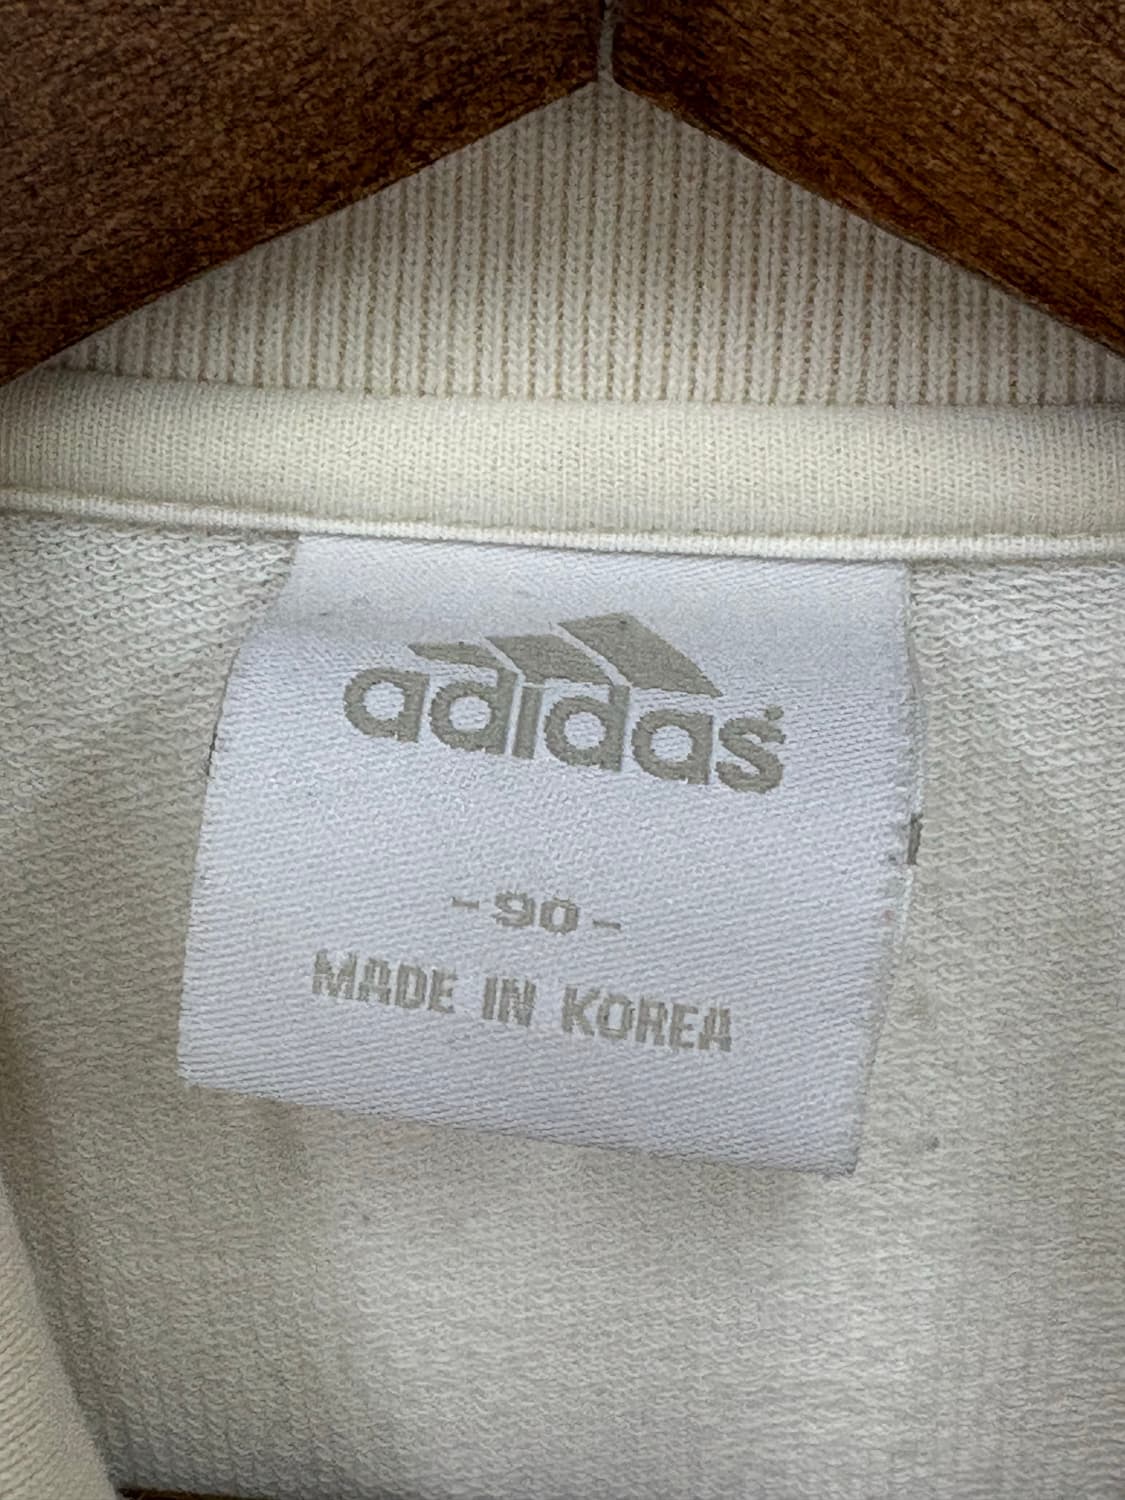 adidas
-90-
MADE IN KOREA